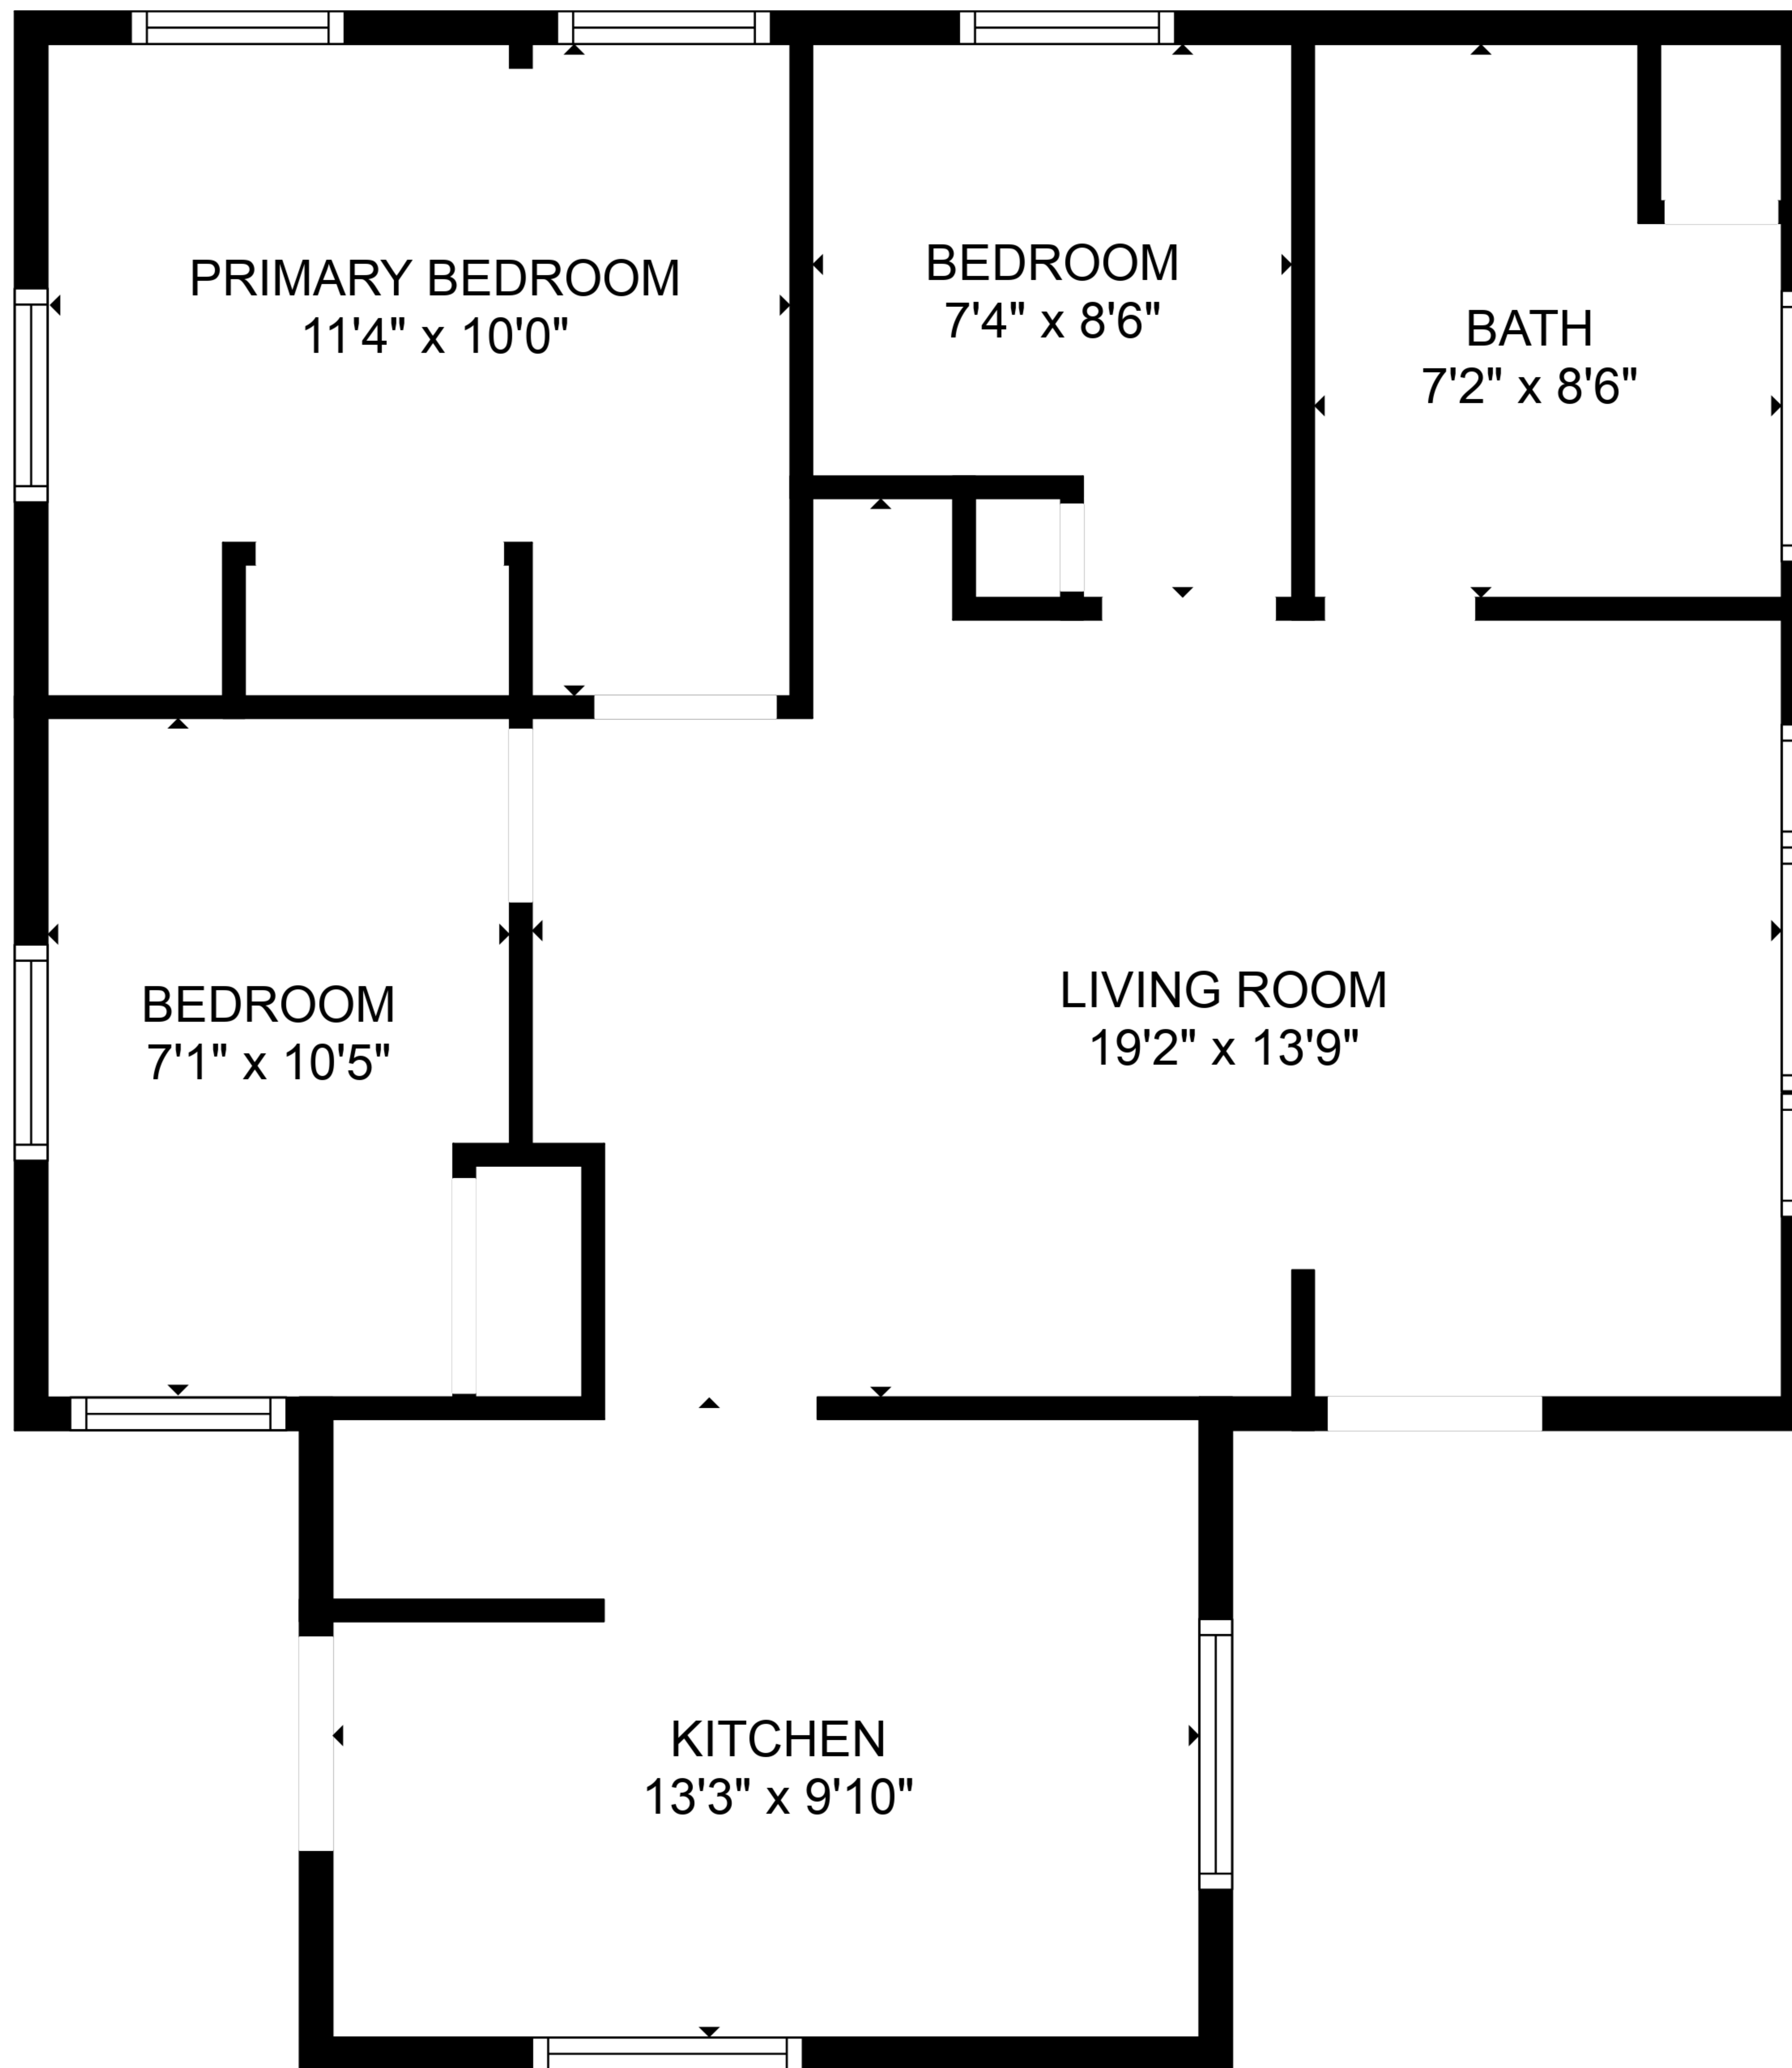 PRIMARY BEDROOM
11'4" x 10'0"
BEDROOM
7'4" x 8'6"
BATH
7'2" x 8'6"
BEDROOM
7'1" x 10'5"
LIVING ROOM
19'2" x 13'9"
KITCHEN
13'3" x 9'10"